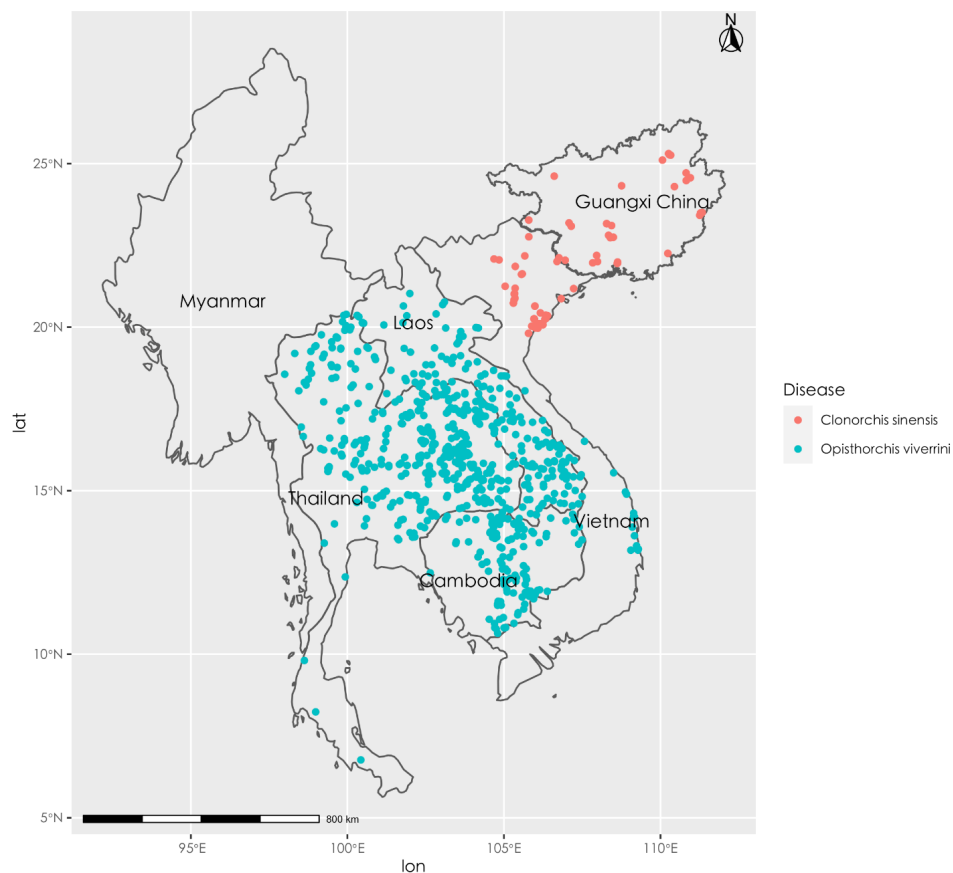 N
25°N
Guangxi China
Myanmar
Laos
20°N
lat
Disease
Clonorchis sinensis
Opisthorchis viverrini
15°N
Thailand
Vietnam
Cambodia
10°N
5°N
800 km
95°E
100°E
105°E
110°E
lon